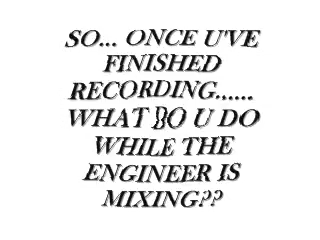 SO... ONCE U'VE
FINISHED
RECORDING......
WHAT DO U DO
WHILE THE
ENGINEER IS
MIXING??